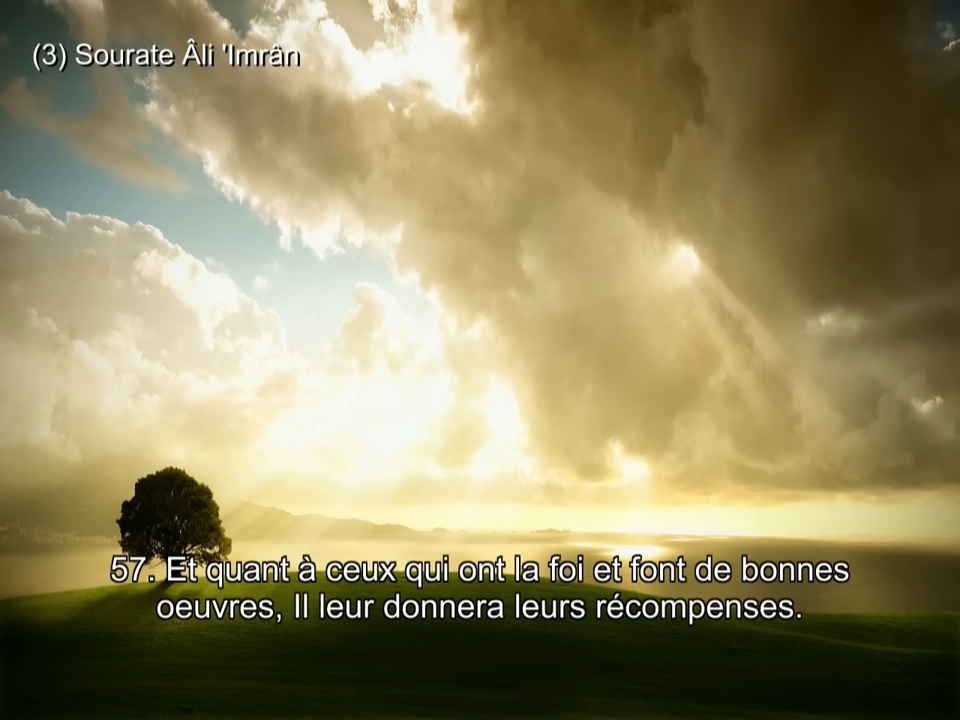 (3) Sourate Âli 'Imrân
57. Et quant à ceux qui ont la foi et font de bonnes
oeuvres, Il leur donnera leurs récompenses.